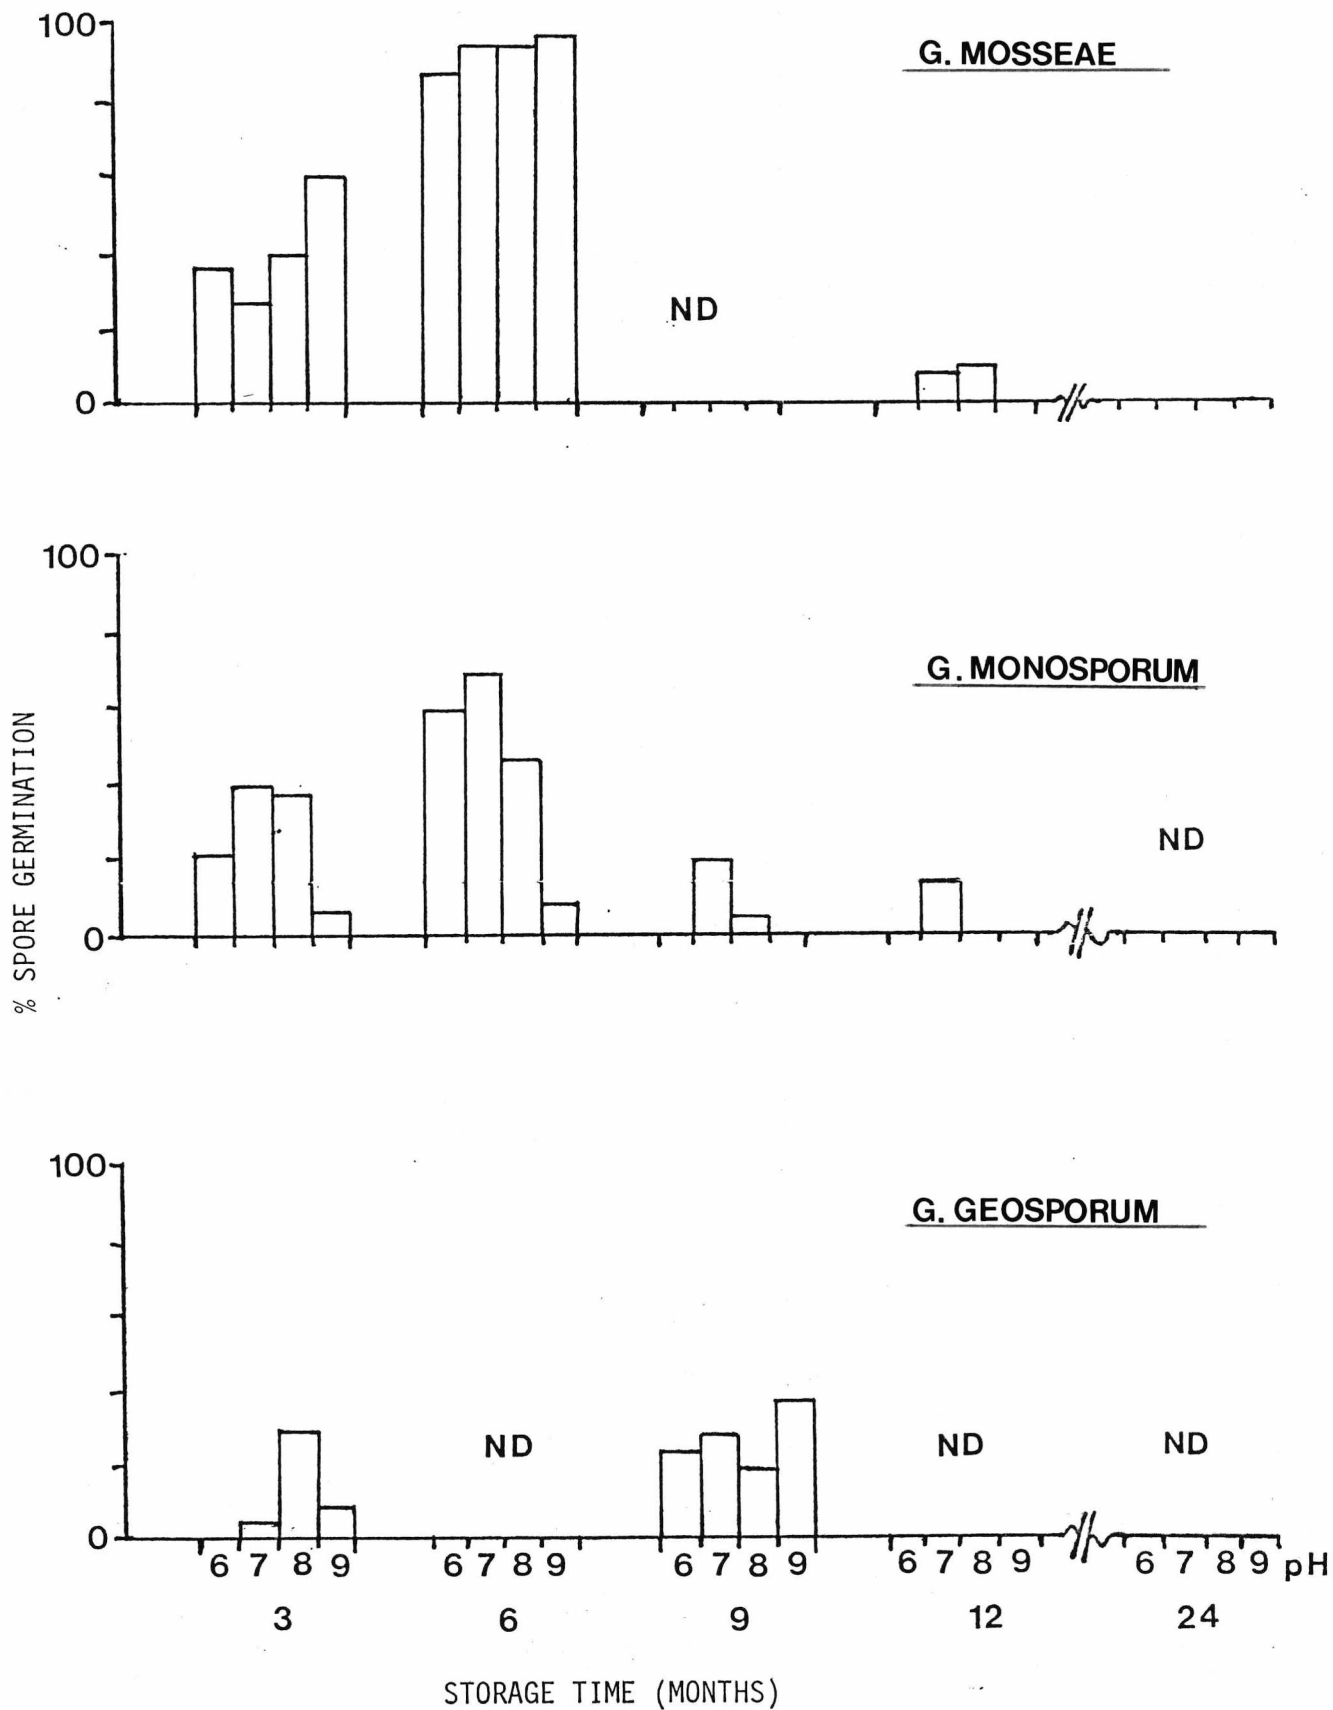 100
G. MOSSEAE
ND
0
100
G. MONOSPORUM
ND
0
% SPORE GERMINATION
100
G. GEOSPORUM
ND ND ND
0
6 7 8 9 6 7 8 9 6 7 8 9 6 7 8 9 6 7 8 9 pH
3 6 9 12 24
STORAGE TIME (MONTHS)